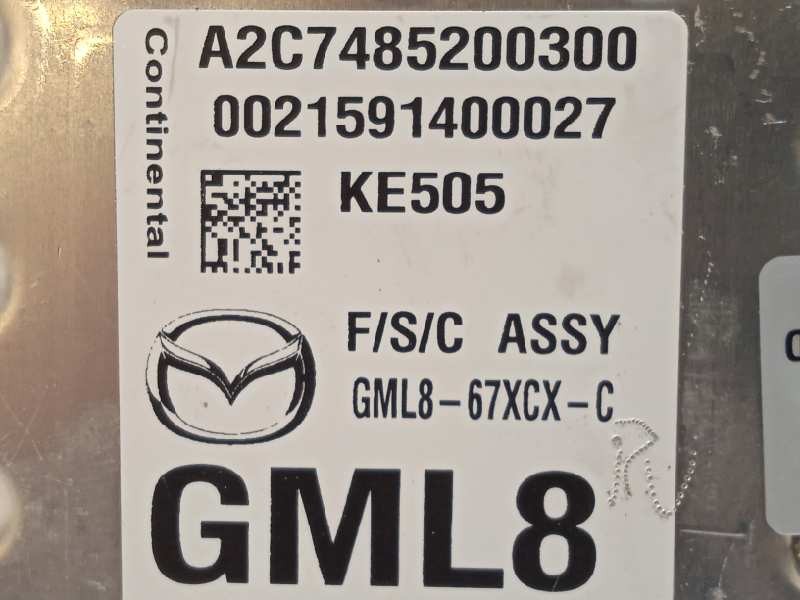 Continental
A2C7485200300
0021591400027
KE505
F/S/C ASSY
GML8-67XCX-C
GML8